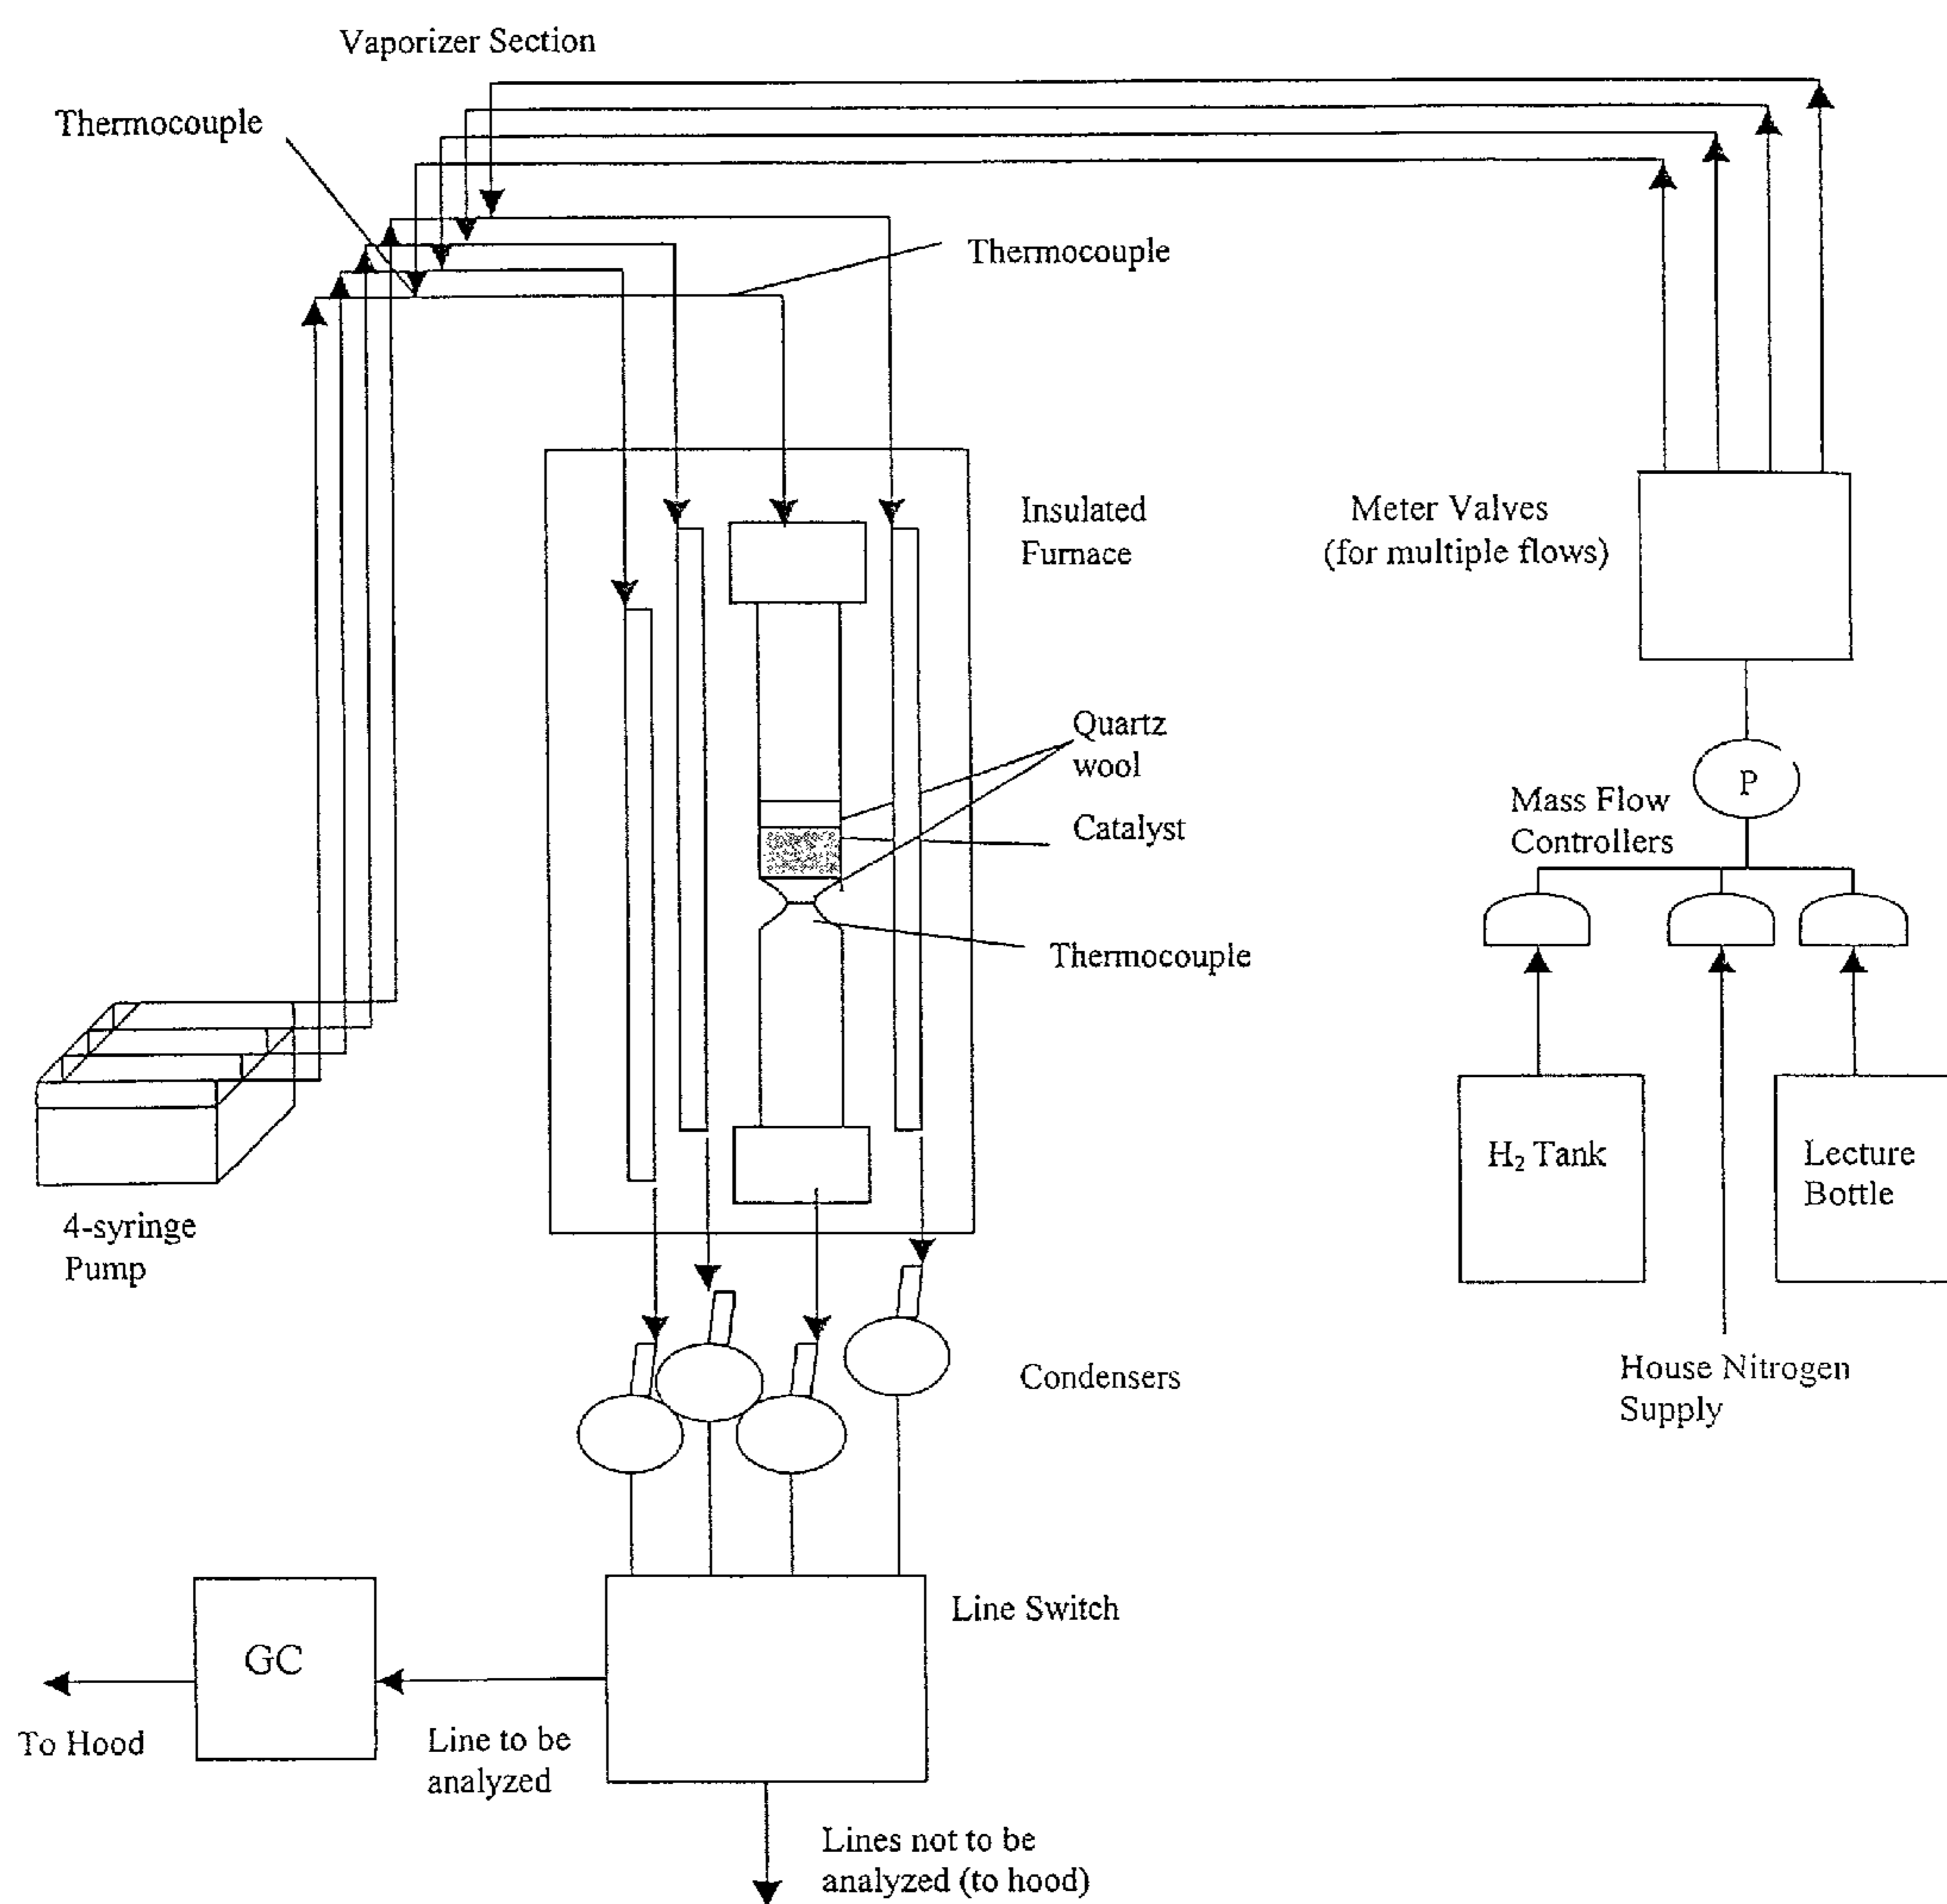 Vaporizer Section
Thermocouple
Thermocouple
Insulated
Furnace
Meter Valves
(for multiple flows)
Quartz
wool
P
Mass Flow
Controllers
Catalyst
Thermocouple
H₂ Tank
Lecture
Bottle
4-syringe
Pump
House Nitrogen
Supply
Condensers
Line Switch
GC
To Hood
Line to be
analyzed
Lines not to be
analyzed (to hood)